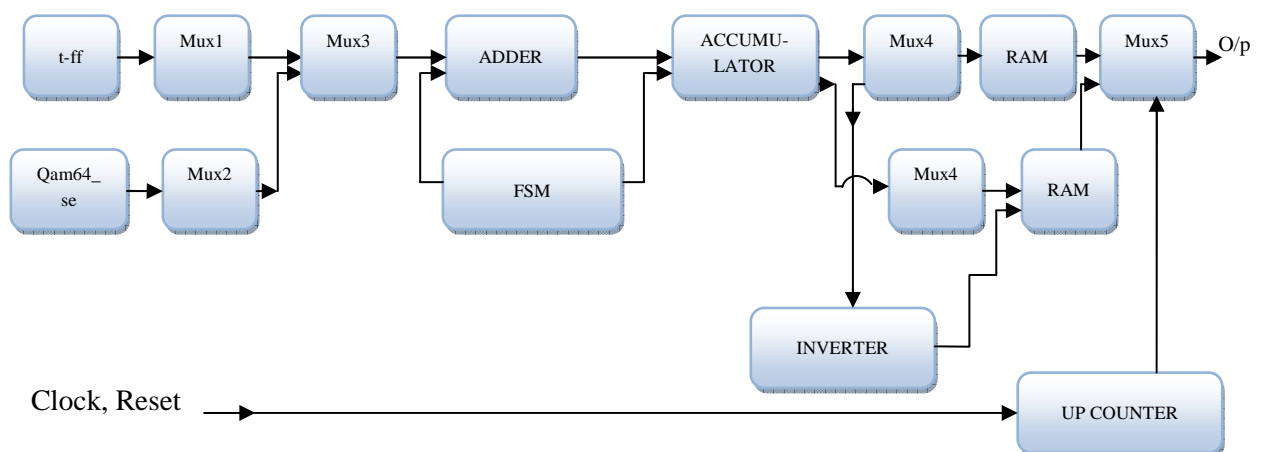 t-ff
Mux1
Mux3
ADDER
ACCUMU-
LATOR
Mux4
RAM
Mux5
O/p
Qam64_
se
Mux2
FSM
Mux4
RAM
INVERTER
Clock, Reset
UP COUNTER